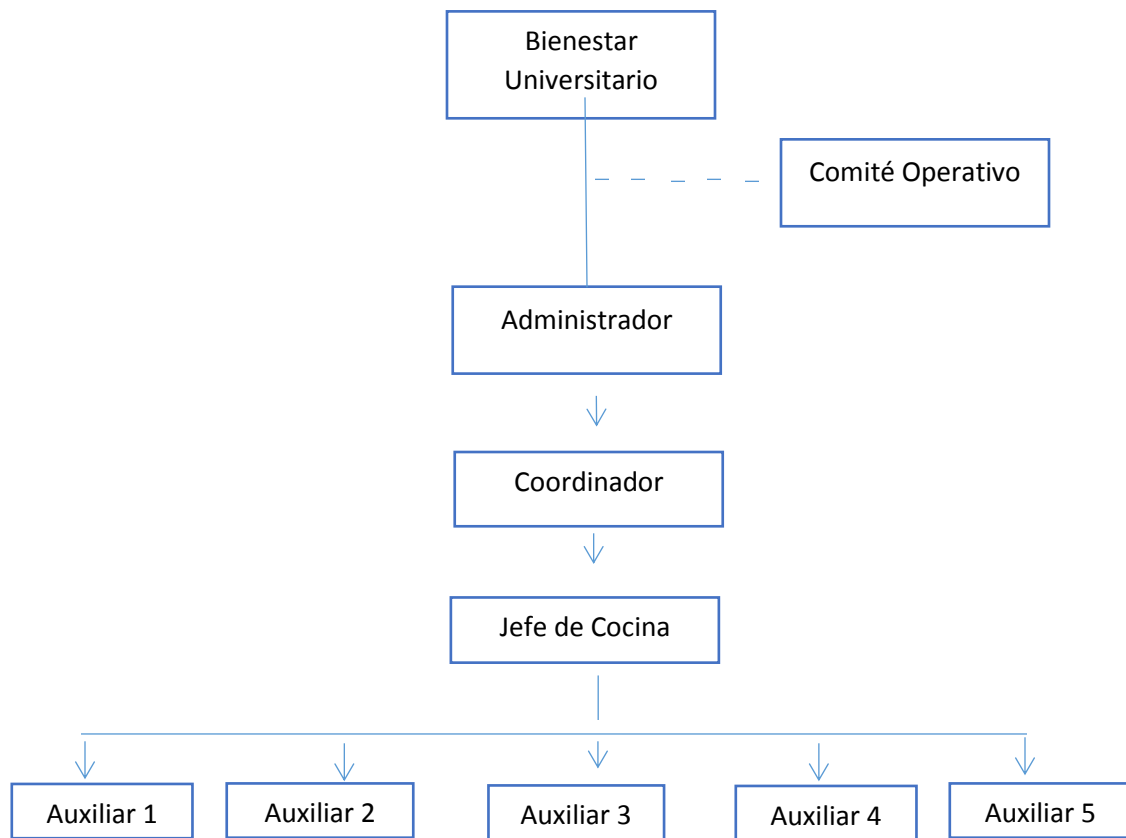 Bienestar
Universitario
Comité Operativo
Administrador
Coordinador
Jefe de Cocina
Auxiliar 1
Auxiliar 2
Auxiliar 3
Auxiliar 4
Auxiliar 5